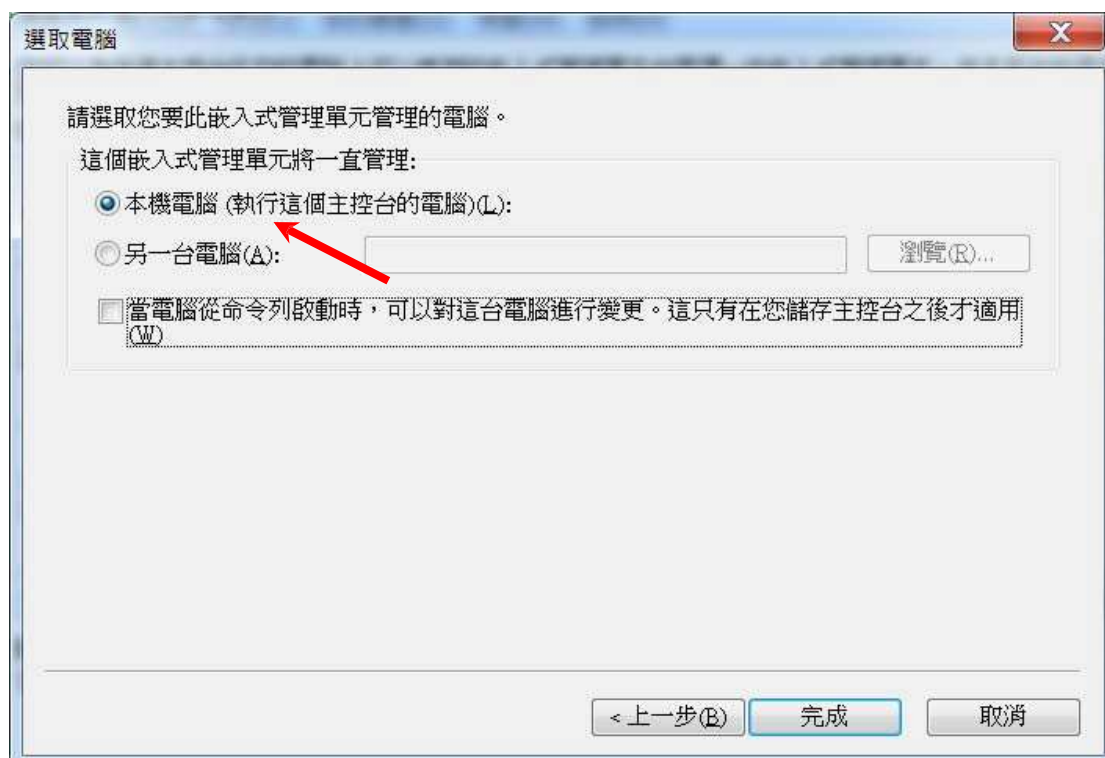 選取電腦
請選取您要此嵌入式管理單元管理的電腦。
這個嵌入式管理單元將一直管理:
本機電腦 (執行這個主控台的電腦)(L):
另一台電腦(A):
瀏覽(R)...
當電腦從命令列啟動時，可以對這台電腦進行變更。這只有在您儲存主控台之後才適用
(W)
< 上一步(B)
完成
取消